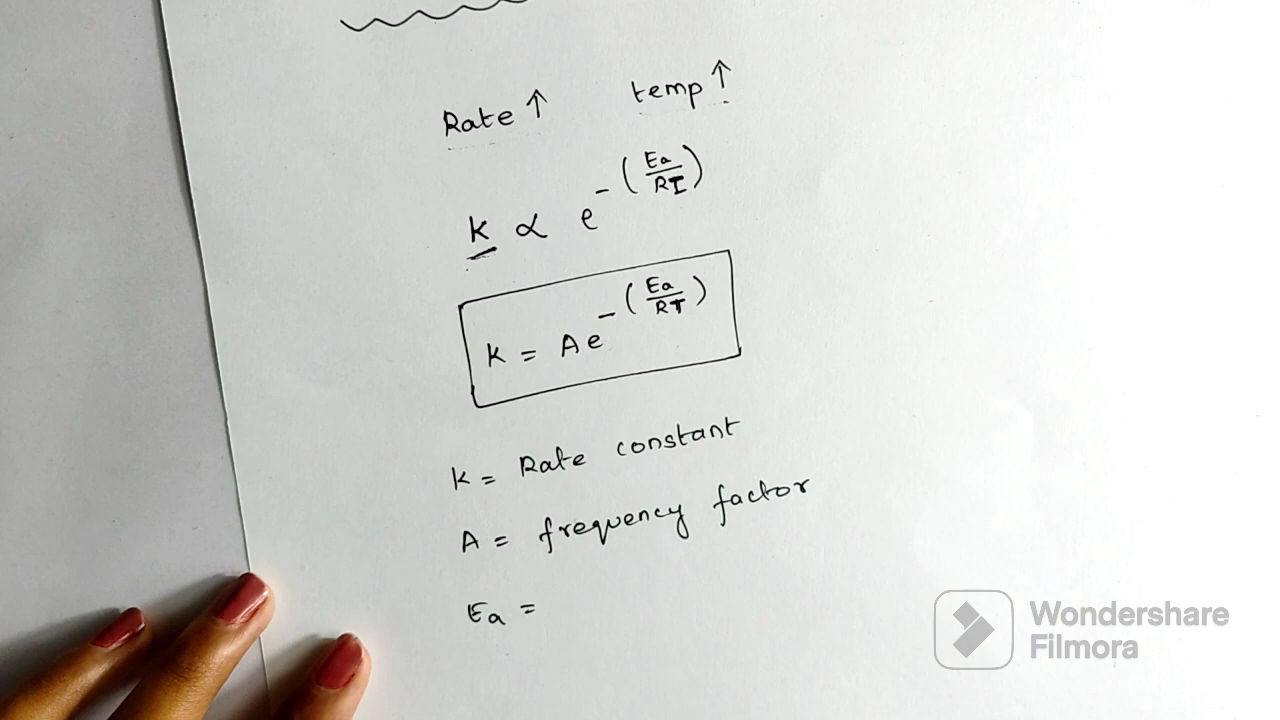 Rate ↑ temp ↑
k ∝ e^-(Ea/RT)
k = Ae^-(Ea/RT)
k = Rate constant
A = frequency factor
Ea =
Wondershare
Filmora